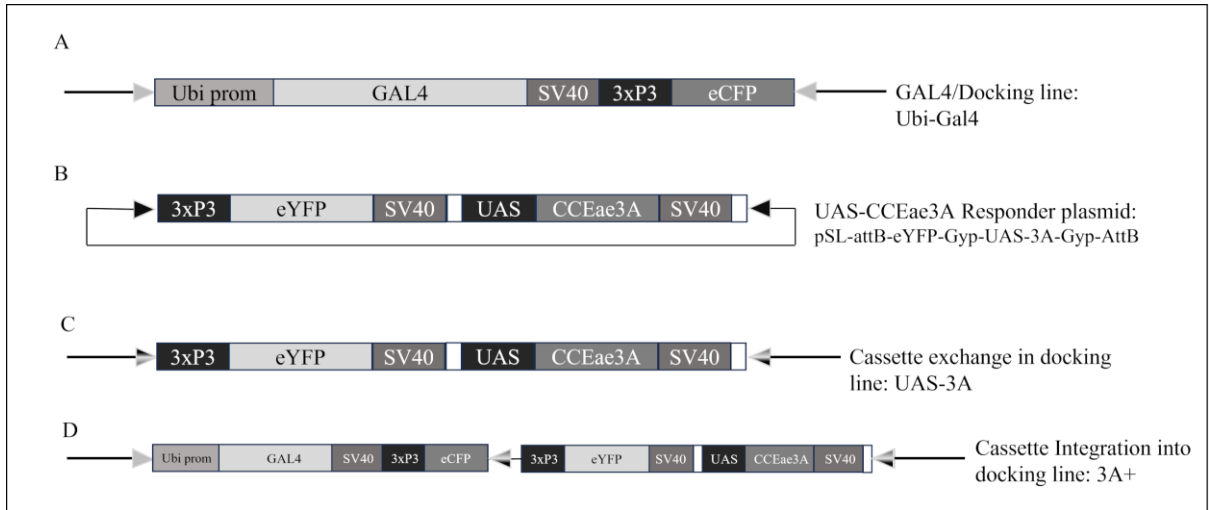 A
Ubi prom GAL4 SV40 3xP3 eCFP
GAL4/Docking line:
Ubi-Gal4
B
3xP3 eYFP SV40 UAS CCEae3A SV40
UAS-CCEae3A Responder plasmid:
pSL-attB-eYFP-Gyp-UAS-3A-Gyp-AttB
C
3xP3 eYFP SV40 UAS CCEae3A SV40
Cassette exchange in docking
line: UAS-3A
D
Ubi prom GAL4 SV40 3xP3 eCFP 3xP3 eYFP SV40 UAS CCEae3A SV40
Cassette Integration into
docking line: 3A+